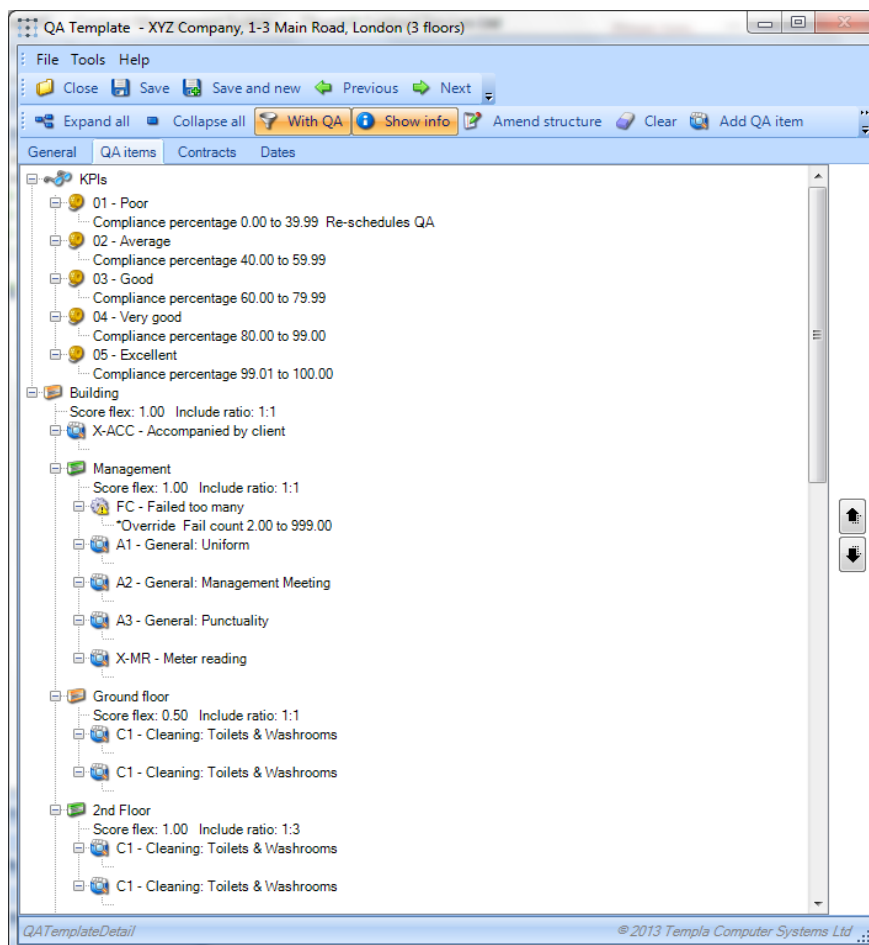 QA Template - XYZ Company, 1-3 Main Road, London (3 floors)
File Tools Help
Close Save Save and new Previous Next
Expand all Collapse all With QA Show info Amend structure Clear Add QA item
General QA items Contracts Dates
KPIs
01 - Poor
Compliance percentage 0.00 to 39.99 Re-schedules QA
02 - Average
Compliance percentage 40.00 to 59.99
03 - Good
Compliance percentage 60.00 to 79.99
04 - Very good
Compliance percentage 80.00 to 99.00
05 - Excellent
Compliance percentage 99.01 to 100.00
Building
Score flex: 1.00 Include ratio: 1:1
X-ACC - Accompanied by client
Management
Score flex: 1.00 Include ratio: 1:1
FC - Failed too many
*Override Fail count 2.00 to 999.00
A1 - General: Uniform
A2 - General: Management Meeting
A3 - General: Punctuality
X-MR - Meter reading
Ground floor
Score flex: 0.50 Include ratio: 1:1
C1 - Cleaning: Toilets & Washrooms
C1 - Cleaning: Toilets & Washrooms
2nd Floor
Score flex: 1.00 Include ratio: 1:3
C1 - Cleaning: Toilets & Washrooms
C1 - Cleaning: Toilets & Washrooms
QATemplateDetail © 2013 Templa Computer Systems Ltd